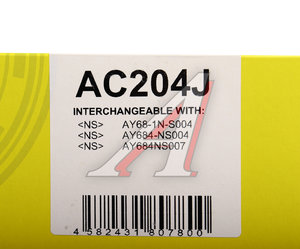 AC204J
INTERCHANGEABLE WITH:
<NS> AY68-1N-S004
<NS> AY684-NS004
<NS> AY684NS007
4 582431 807800